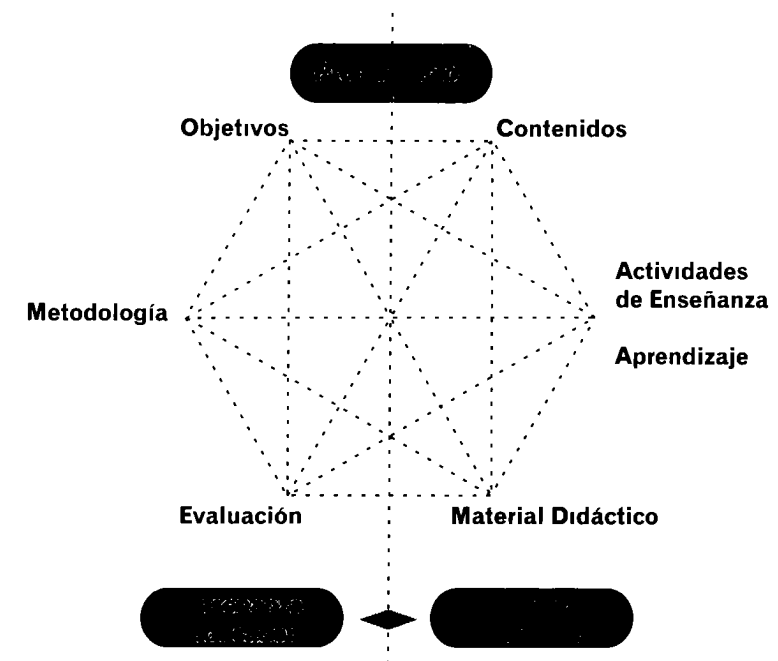 Objetivos
Contenidos
Metodología
Actividades
de Enseñanza
Aprendizaje
Evaluación
Material Didáctico